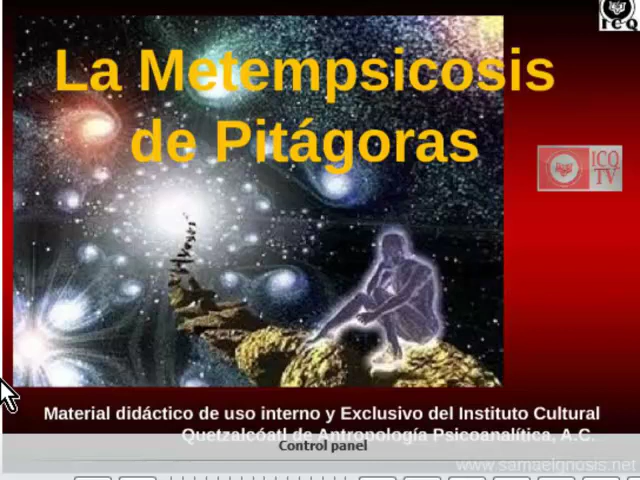 I C Q
La Metempsicosis
de Pitágoras
ICQ
TV
Material didáctico de uso interno y Exclusivo del Instituto Cultural
Quetzalcóatl de Antropología Psicoanalítica, A.C.
Control panel
www.samaelgnosis.net